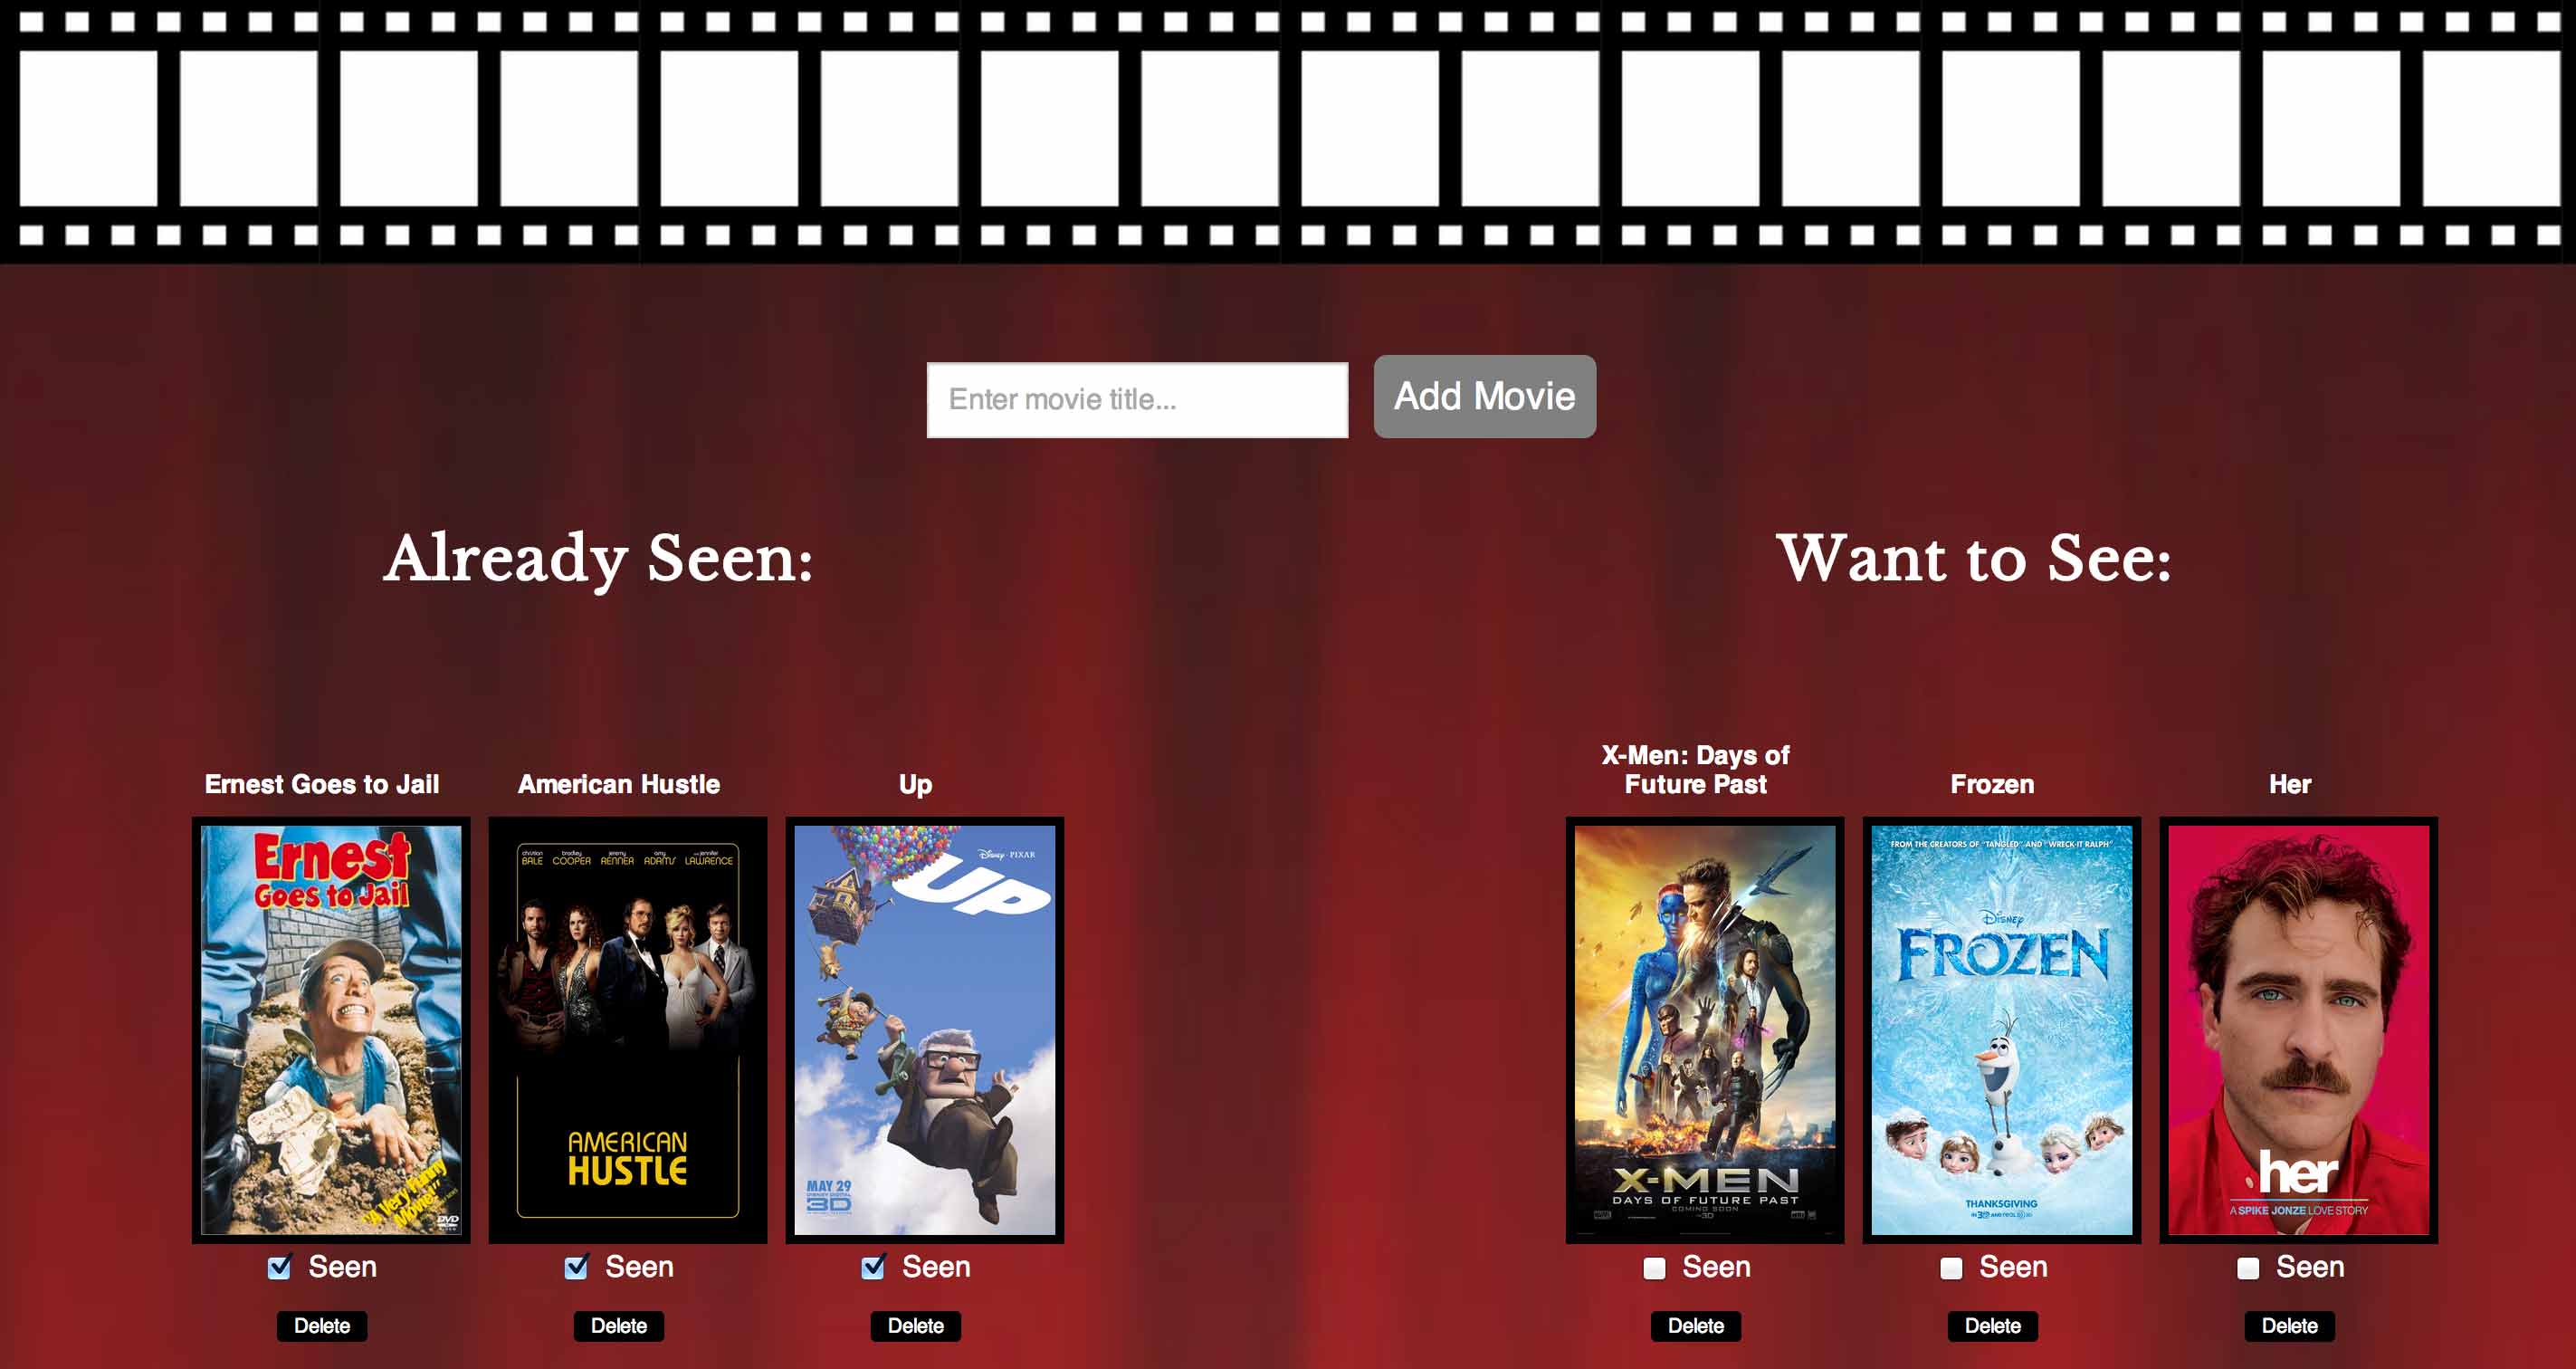 Enter movie title...
Add Movie
Already Seen:
Want to See:
Ernest Goes to Jail
American Hustle
Up
X-Men: Days of
Future Past
Frozen
Her
Ernest
Goes to Jail
"A Very Funny
Movie!"
DVD
christian
BALE
bradley
COOPER
jeremy
RENNER
amy
ADAMS
and jennifer
LAWRENCE
AMERICAN
HUSTLE
Disney · PIXAR
UP
MAY 29
DISNEY DIGITAL
3D
X-MEN
DAYS OF FUTURE PAST
COMING SOON
3D
FROM THE CREATORS OF "TANGLED" AND "WRECK-IT RALPH"
Disney
FROZEN
THANKSGIVING
her
A SPIKE JONZE LOVE STORY
Seen
Seen
Seen
Seen
Seen
Seen
Delete
Delete
Delete
Delete
Delete
Delete